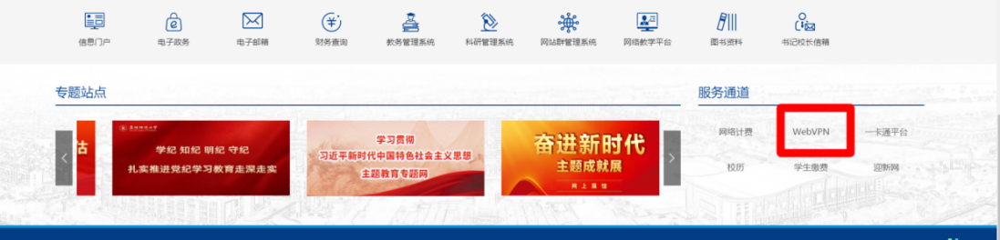 信息门户
电子政务
电子邮箱
财务查询
教务管理系统
科研管理系统
网站群管理系统
网络教学平台
图书资料
书记校长信箱
专题站点
服务通道
估
学纪 知纪 明纪 守纪
扎实推进党纪学习教育走深走实
学习贯彻
习近平新时代中国特色社会主义思想
主题教育专题网
奋进新时代
主题成就展
网上展馆
网络计费
WebVPN
一卡通平台
校历
学生缴费
迎新网